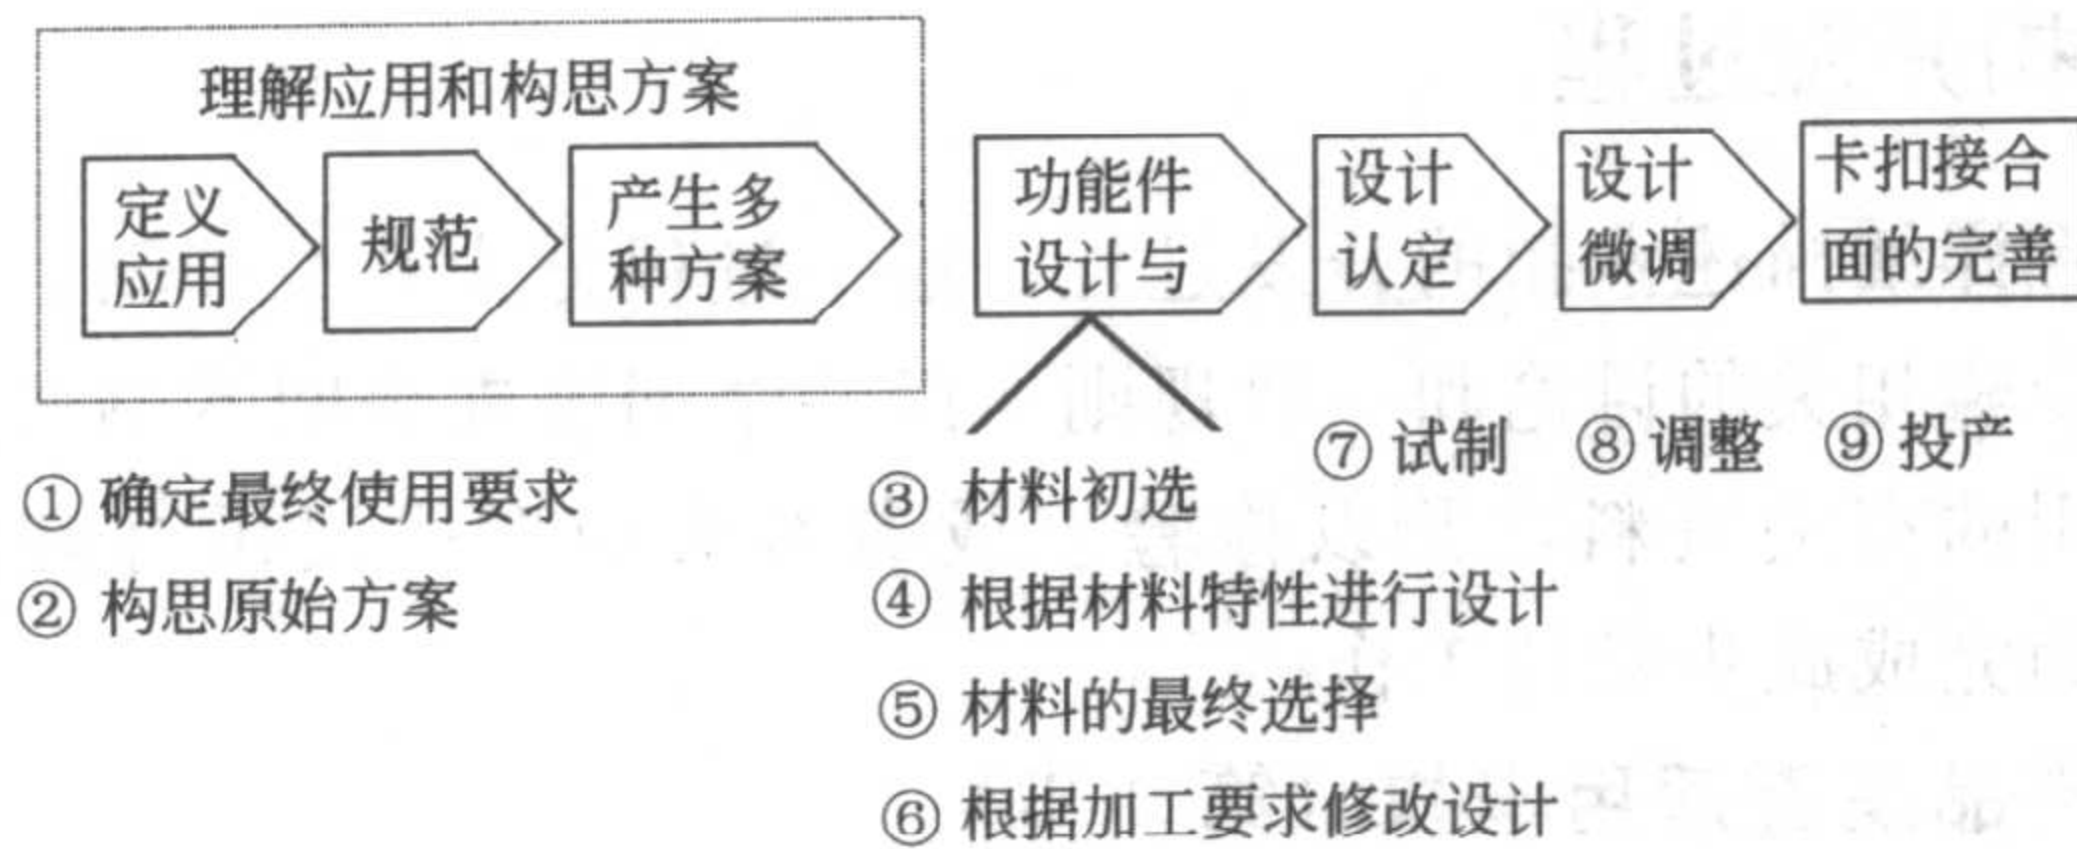 理解应用和构思方案
定义
应用
规范
产生多
种方案
功能件
设计与
设计
认定
设计
微调
卡扣接合
面的完善
① 确定最终使用要求
② 构思原始方案
③ 材料初选
④ 根据材料特性进行设计
⑤ 材料的最终选择
⑥ 根据加工要求修改设计
⑦ 试制
⑧ 调整
⑨ 投产